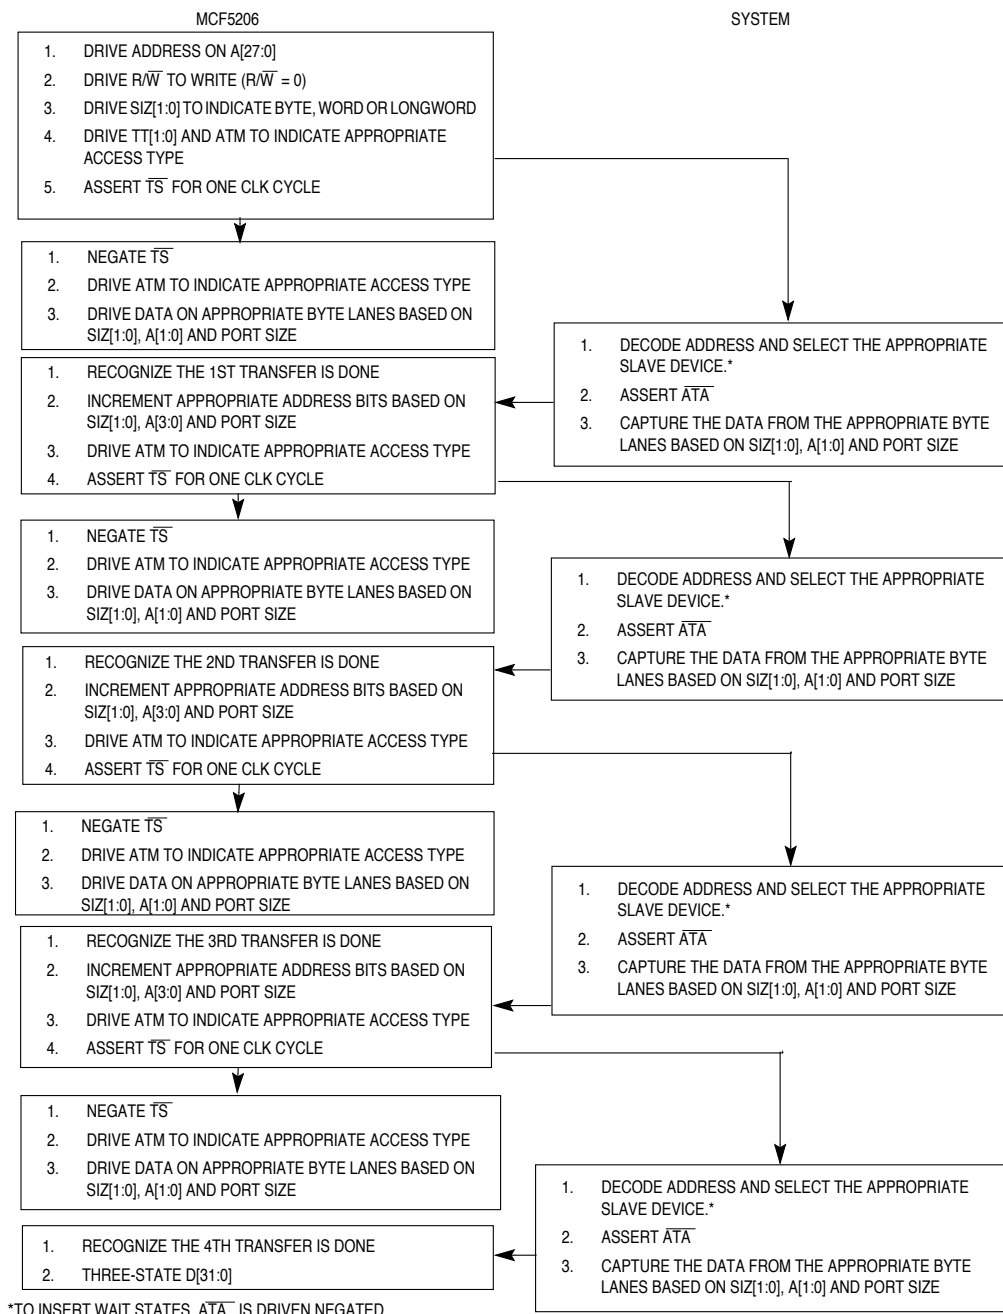 MCF5206
SYSTEM
1. DRIVE ADDRESS ON A[27:0]
2. DRIVE R/W̅ TO WRITE (R/W̅ = 0)
3. DRIVE SIZ[1:0] TO INDICATE BYTE, WORD OR LONGWORD
4. DRIVE TT[1:0] AND ATM TO INDICATE APPROPRIATE
ACCESS TYPE
5. ASSERT T̅S̅ FOR ONE CLK CYCLE
1. NEGATE T̅S̅
2. DRIVE ATM TO INDICATE APPROPRIATE ACCESS TYPE
3. DRIVE DATA ON APPROPRIATE BYTE LANES BASED ON
SIZ[1:0], A[1:0] AND PORT SIZE
1. DECODE ADDRESS AND SELECT THE APPROPRIATE
SLAVE DEVICE.*
2. ASSERT A̅T̅A̅
3. CAPTURE THE DATA FROM THE APPROPRIATE BYTE
LANES BASED ON SIZ[1:0], A[1:0] AND PORT SIZE
1. RECOGNIZE THE 1ST TRANSFER IS DONE
2. INCREMENT APPROPRIATE ADDRESS BITS BASED ON
SIZ[1:0], A[3:0] AND PORT SIZE
3. DRIVE ATM TO INDICATE APPROPRIATE ACCESS TYPE
4. ASSERT T̅S̅ FOR ONE CLK CYCLE
1. NEGATE T̅S̅
2. DRIVE ATM TO INDICATE APPROPRIATE ACCESS TYPE
3. DRIVE DATA ON APPROPRIATE BYTE LANES BASED ON
SIZ[1:0], A[1:0] AND PORT SIZE
1. DECODE ADDRESS AND SELECT THE APPROPRIATE
SLAVE DEVICE.*
2. ASSERT A̅T̅A̅
3. CAPTURE THE DATA FROM THE APPROPRIATE BYTE
LANES BASED ON SIZ[1:0], A[1:0] AND PORT SIZE
1. RECOGNIZE THE 2ND TRANSFER IS DONE
2. INCREMENT APPROPRIATE ADDRESS BITS BASED ON
SIZ[1:0], A[3:0] AND PORT SIZE
3. DRIVE ATM TO INDICATE APPROPRIATE ACCESS TYPE
4. ASSERT T̅S̅ FOR ONE CLK CYCLE
1. NEGATE T̅S̅
2. DRIVE ATM TO INDICATE APPROPRIATE ACCESS TYPE
3. DRIVE DATA ON APPROPRIATE BYTE LANES BASED ON
SIZ[1:0], A[1:0] AND PORT SIZE
1. DECODE ADDRESS AND SELECT THE APPROPRIATE
SLAVE DEVICE.*
2. ASSERT A̅T̅A̅
3. CAPTURE THE DATA FROM THE APPROPRIATE BYTE
LANES BASED ON SIZ[1:0], A[1:0] AND PORT SIZE
1. RECOGNIZE THE 3RD TRANSFER IS DONE
2. INCREMENT APPROPRIATE ADDRESS BITS BASED ON
SIZ[1:0], A[3:0] AND PORT SIZE
3. DRIVE ATM TO INDICATE APPROPRIATE ACCESS TYPE
4. ASSERT T̅S̅ FOR ONE CLK CYCLE
1. NEGATE T̅S̅
2. DRIVE ATM TO INDICATE APPROPRIATE ACCESS TYPE
3. DRIVE DATA ON APPROPRIATE BYTE LANES BASED ON
SIZ[1:0], A[1:0] AND PORT SIZE
1. DECODE ADDRESS AND SELECT THE APPROPRIATE
SLAVE DEVICE.*
2. ASSERT A̅T̅A̅
3. CAPTURE THE DATA FROM THE APPROPRIATE BYTE
LANES BASED ON SIZ[1:0], A[1:0] AND PORT SIZE
1. RECOGNIZE THE 4TH TRANSFER IS DONE
2. THREE-STATE D[31:0]
*TO INSERT WAIT STATES, A̅T̅A̅ IS DRIVEN NEGATED